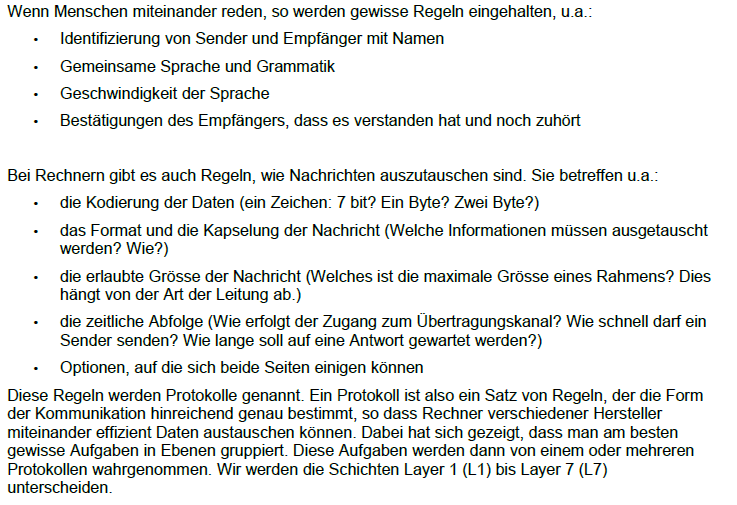 Wenn Menschen miteinander reden, so werden gewisse Regeln eingehalten, u.a.:
• Identifizierung von Sender und Empfänger mit Namen
• Gemeinsame Sprache und Grammatik
• Geschwindigkeit der Sprache
• Bestätigungen des Empfängers, dass es verstanden hat und noch zuhört
Bei Rechnern gibt es auch Regeln, wie Nachrichten auszutauschen sind. Sie betreffen u.a.:
• die Kodierung der Daten (ein Zeichen: 7 bit? Ein Byte? Zwei Byte?)
• das Format und die Kapselung der Nachricht (Welche Informationen müssen ausgetauscht
werden? Wie?)
• die erlaubte Grösse der Nachricht (Welches ist die maximale Grösse eines Rahmens? Dies
hängt von der Art der Leitung ab.)
• die zeitliche Abfolge (Wie erfolgt der Zugang zum Übertragungskanal? Wie schnell darf ein
Sender senden? Wie lange soll auf eine Antwort gewartet werden?)
• Optionen, auf die sich beide Seiten einigen können
Diese Regeln werden Protokolle genannt. Ein Protokoll ist also ein Satz von Regeln, der die Form
der Kommunikation hinreichend genau bestimmt, so dass Rechner verschiedener Hersteller
miteinander effizient Daten austauschen können. Dabei hat sich gezeigt, dass man am besten
gewisse Aufgaben in Ebenen gruppiert. Diese Aufgaben werden dann von einem oder mehreren
Protokollen wahrgenommen. Wir werden die Schichten Layer 1 (L1) bis Layer 7 (L7)
unterscheiden.